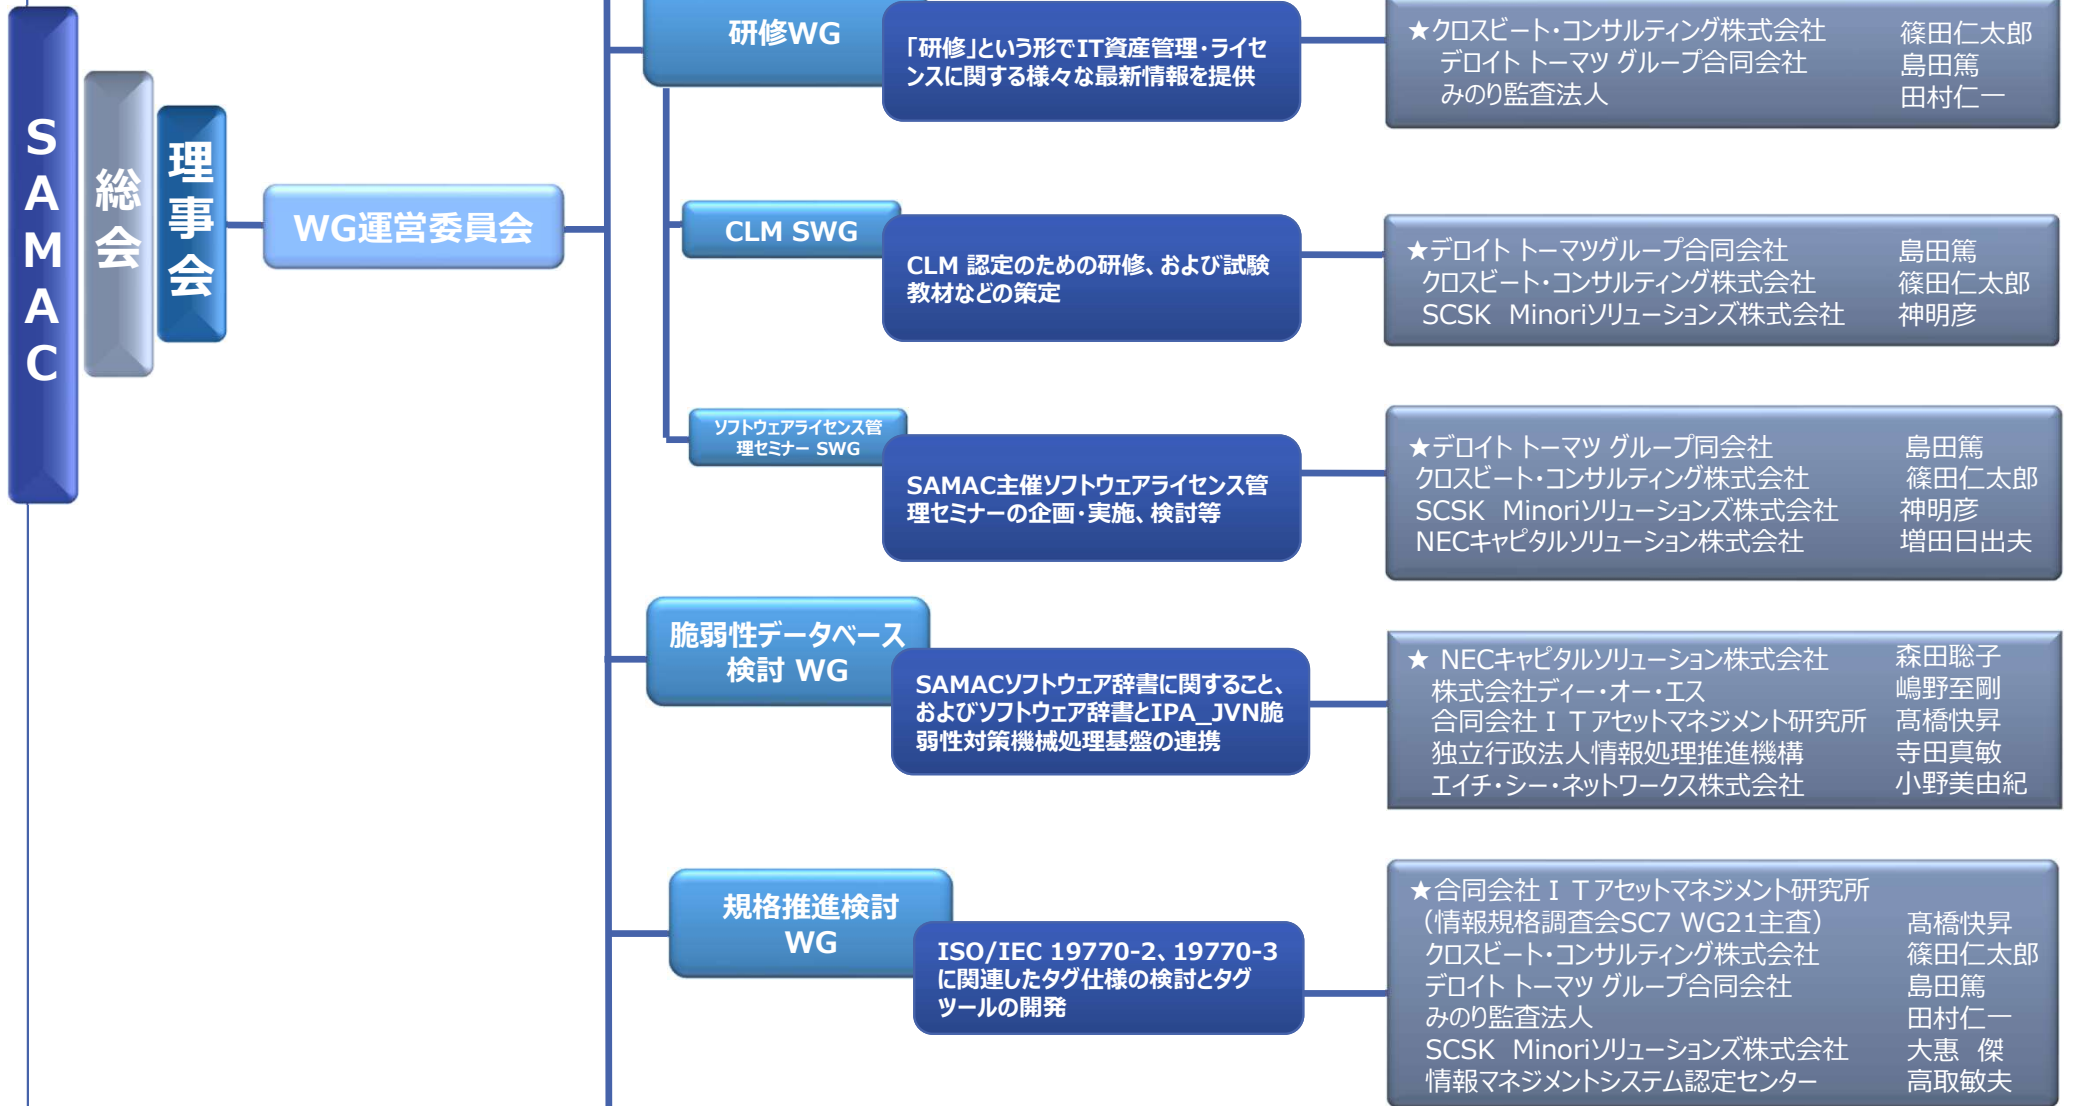 SAMAC
総会
理事会
WG運営委員会
研修WG
「研修」という形でIT資産管理・ライセ
ンスに関する様々な最新情報を提供
★クロスビート・コンサルティング株式会社 篠田仁太郎
デロイト トーマツ グループ合同会社 島田篤
みのり監査法人 田村仁一
CLM SWG
CLM 認定のための研修、および試験
教材などの策定
★デロイト トーマツグループ合同会社 島田篤
クロスビート・コンサルティング株式会社 篠田仁太郎
SCSK Minoriソリューションズ株式会社 神明彦
ソフトウェアライセンス管
理セミナー SWG
SAMAC主催ソフトウェアライセンス管
理セミナーの企画・実施、検討等
★デロイト トーマツ グループ同会社 島田篤
クロスビート・コンサルティング株式会社 篠田仁太郎
SCSK Minoriソリューションズ株式会社 神明彦
NECキャピタルソリューション株式会社 増田日出夫
脆弱性データベース
検討 WG
SAMACソフトウェア辞書に関すること、
およびソフトウェア辞書とIPA_JVN脆
弱性対策機械処理基盤の連携
★ NECキャピタルソリューション株式会社 森田聡子
株式会社ディー・オー・エス 嶋野至剛
合同会社ＩＴアセットマネジメント研究所 髙橋快昇
独立行政法人情報処理推進機構 寺田真敏
エイチ・シー・ネットワークス株式会社 小野美由紀
規格推進検討
WG
ISO/IEC 19770-2、19770-3
に関連したタグ仕様の検討とタグ
ツールの開発
★合同会社ＩＴアセットマネジメント研究所
（情報規格調査会SC7 WG21主査） 髙橋快昇
クロスビート・コンサルティング株式会社 篠田仁太郎
デロイト トーマツ グループ合同会社 島田篤
みのり監査法人 田村仁一
SCSK Minoriソリューションズ株式会社 大惠 傑
情報マネジメントシステム認定センター 高取敏夫